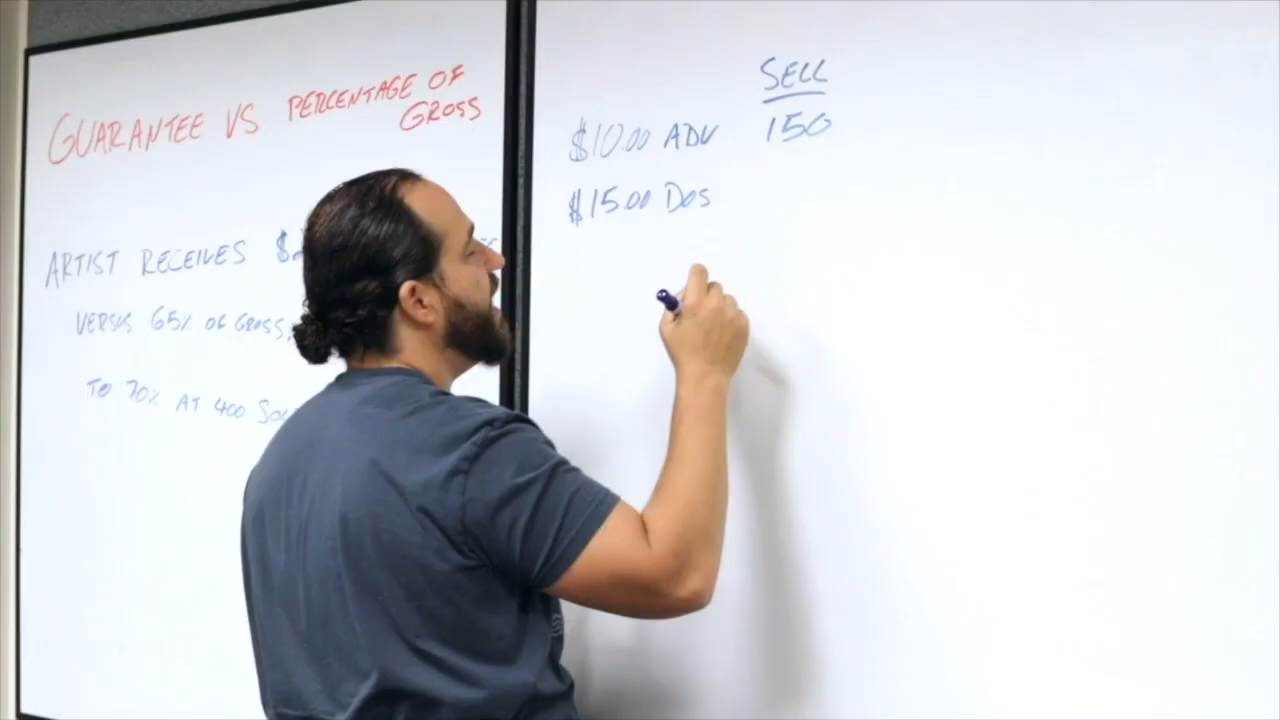 GUARANTEE VS PERCENTAGE OF
GROSS
ARTIST RECEIVES
VERSUS 65% OF GROSS,
TO 70% AT 400
SELL
$10.00 ADV 150
$15.00 DOS